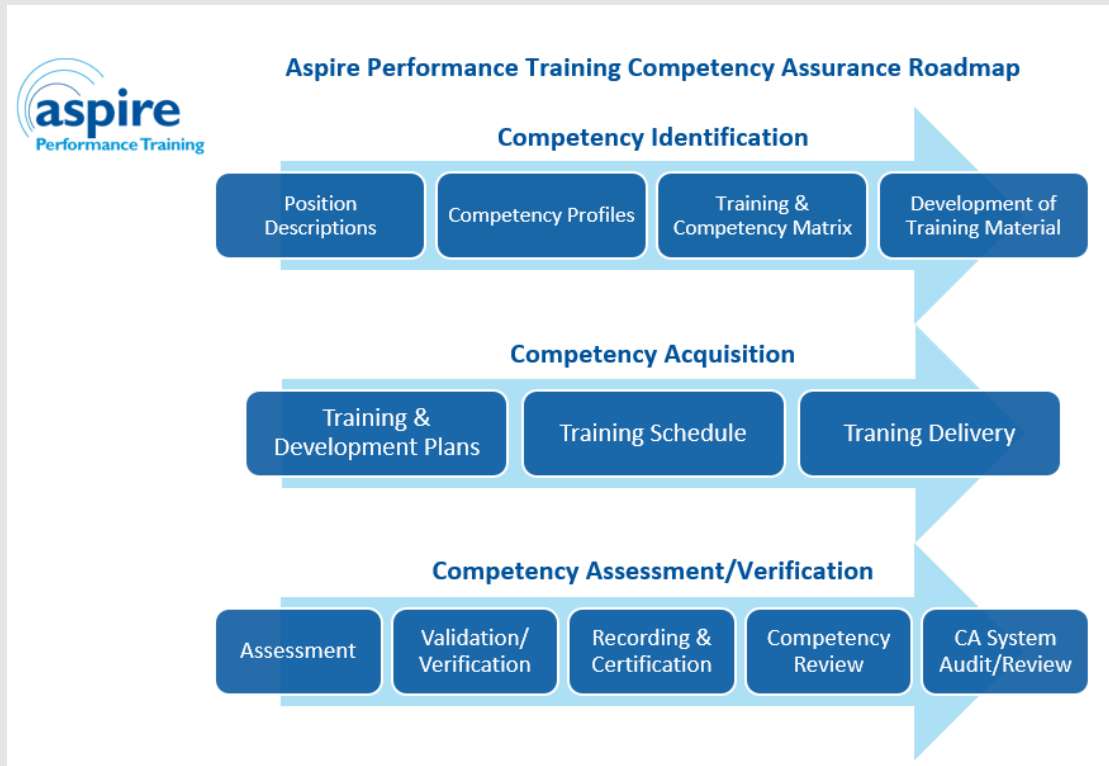 aspire
Performance Training
Aspire Performance Training Competency Assurance Roadmap
Competency Identification
Position
Descriptions
Competency Profiles
Training &
Competency Matrix
Development of
Training Material
Competency Acquisition
Training &
Development Plans
Training Schedule
Traning Delivery
Competency Assessment/Verification
Assessment
Validation/
Verification
Recording &
Certification
Competency
Review
CA System
Audit/Review